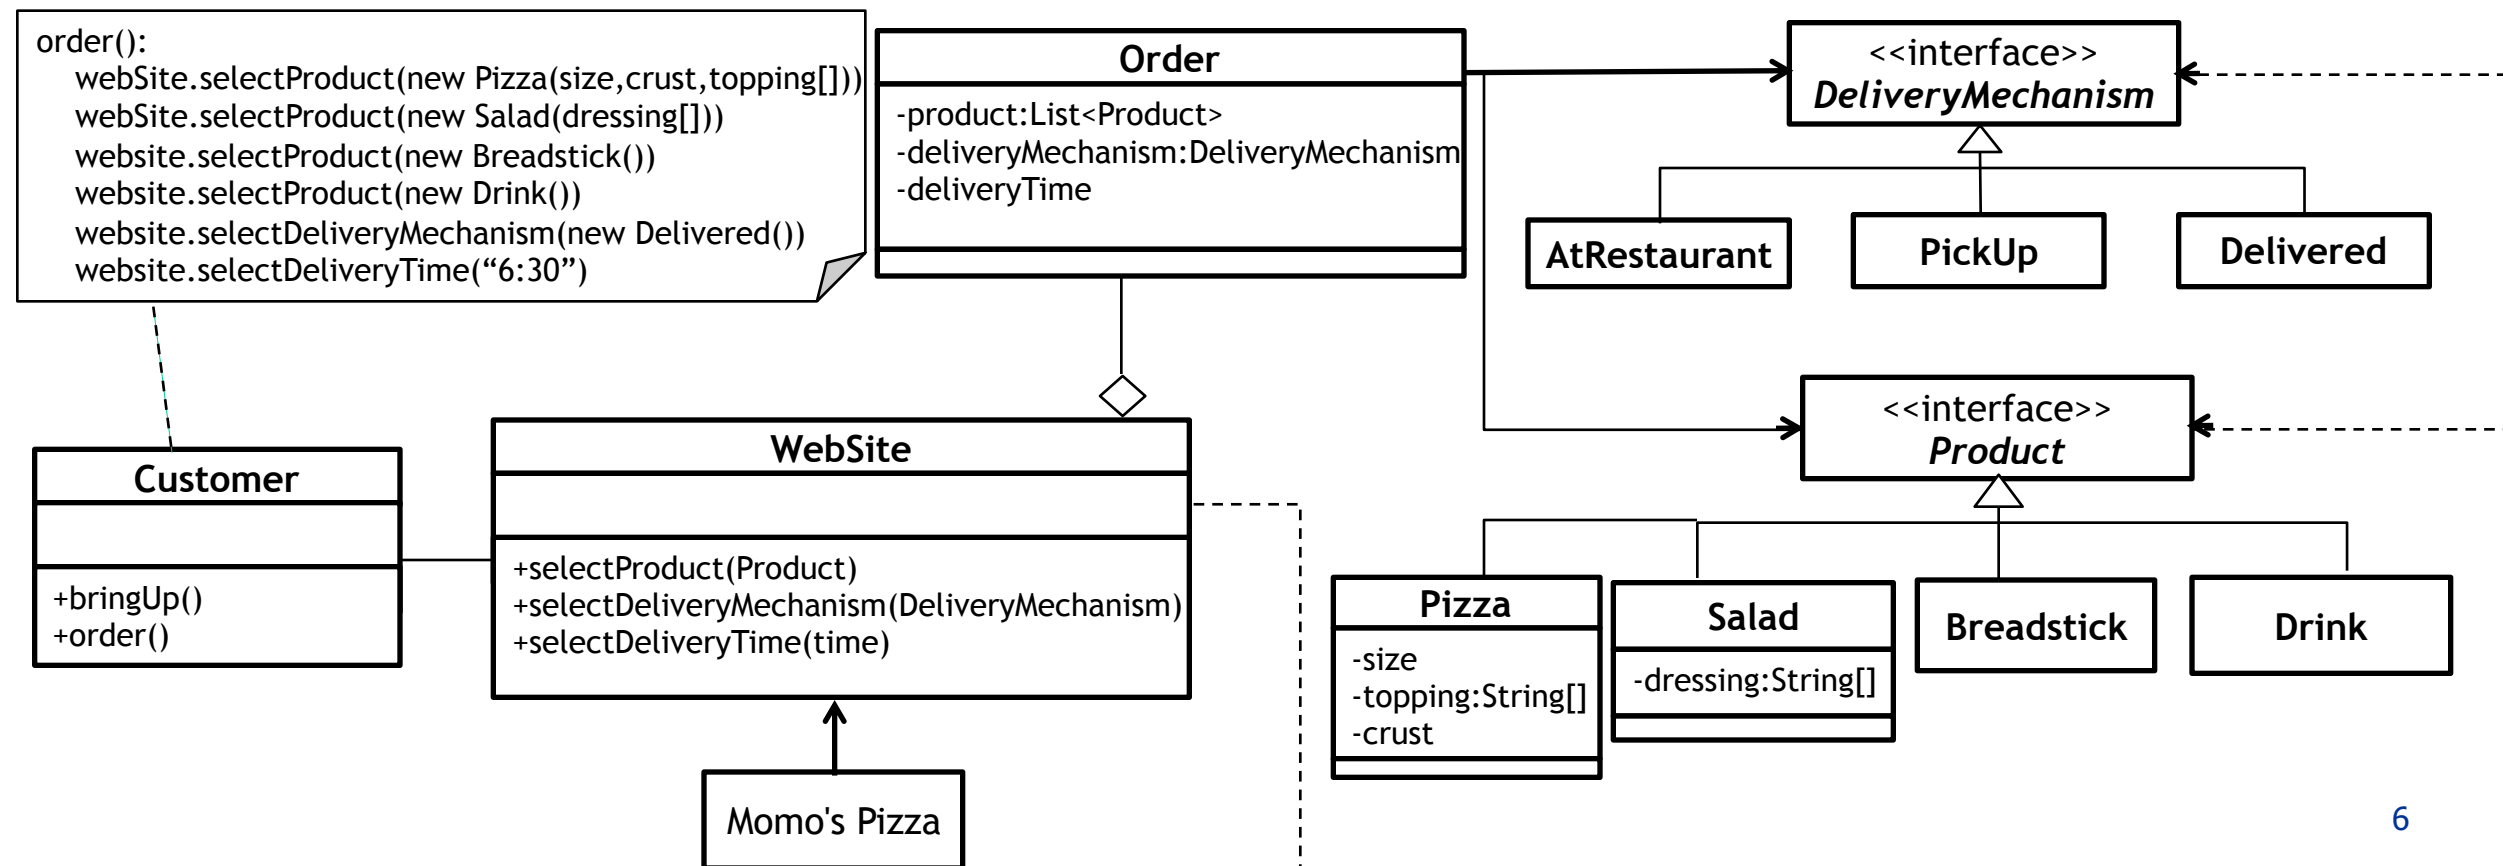 order():
webSite.selectProduct(new Pizza(size,crust,topping[]))
webSite.selectProduct(new Salad(dressing[]))
website.selectProduct(new Breadstick())
website.selectProduct(new Drink())
website.selectDeliveryMechanism(new Delivered())
website.selectDeliveryTime(“6:30”)
Order
-product:List<Product>
-deliveryMechanism:DeliveryMechanism
-deliveryTime
<<interface>>
DeliveryMechanism
AtRestaurant
PickUp
Delivered
<<interface>>
Product
Customer
+bringUp()
+order()
WebSite
+selectProduct(Product)
+selectDeliveryMechanism(DeliveryMechanism)
+selectDeliveryTime(time)
Pizza
-size
-topping:String[]
-crust
Salad
-dressing:String[]
Breadstick
Drink
Momo's Pizza
6